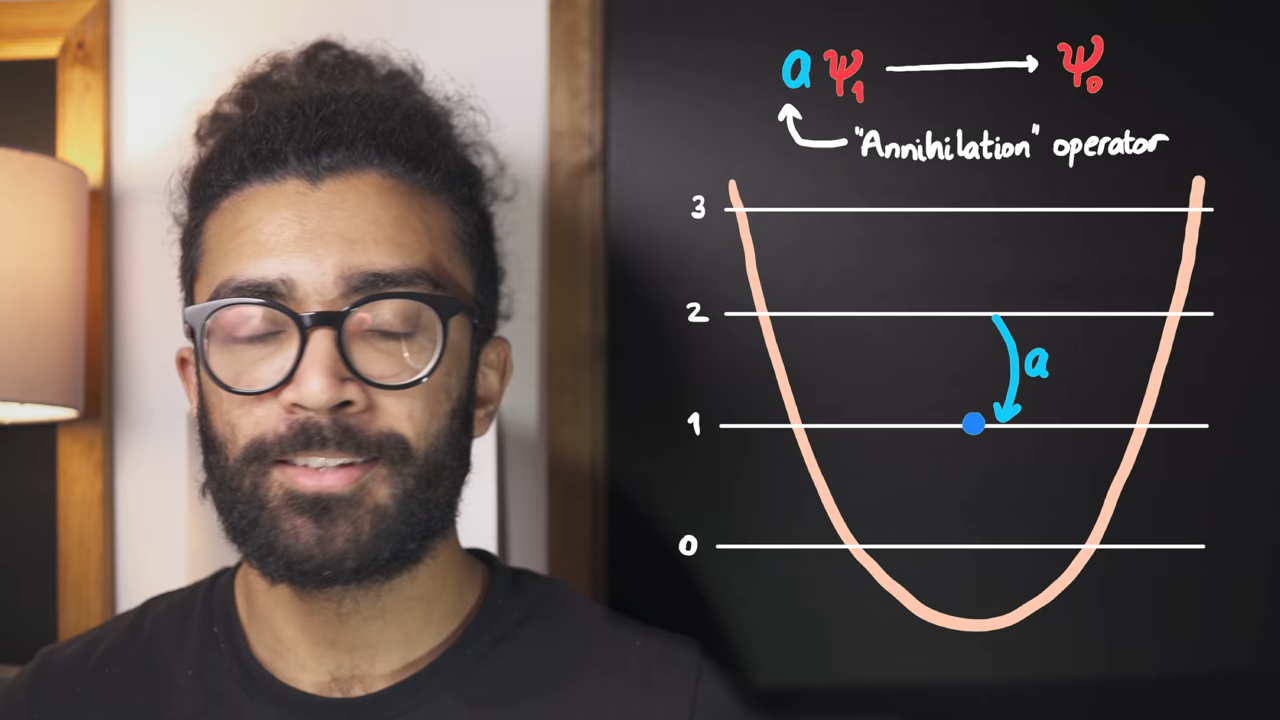 a ψ₁ → ψ₀
"Annihilation" operator
3
2
a
1
0